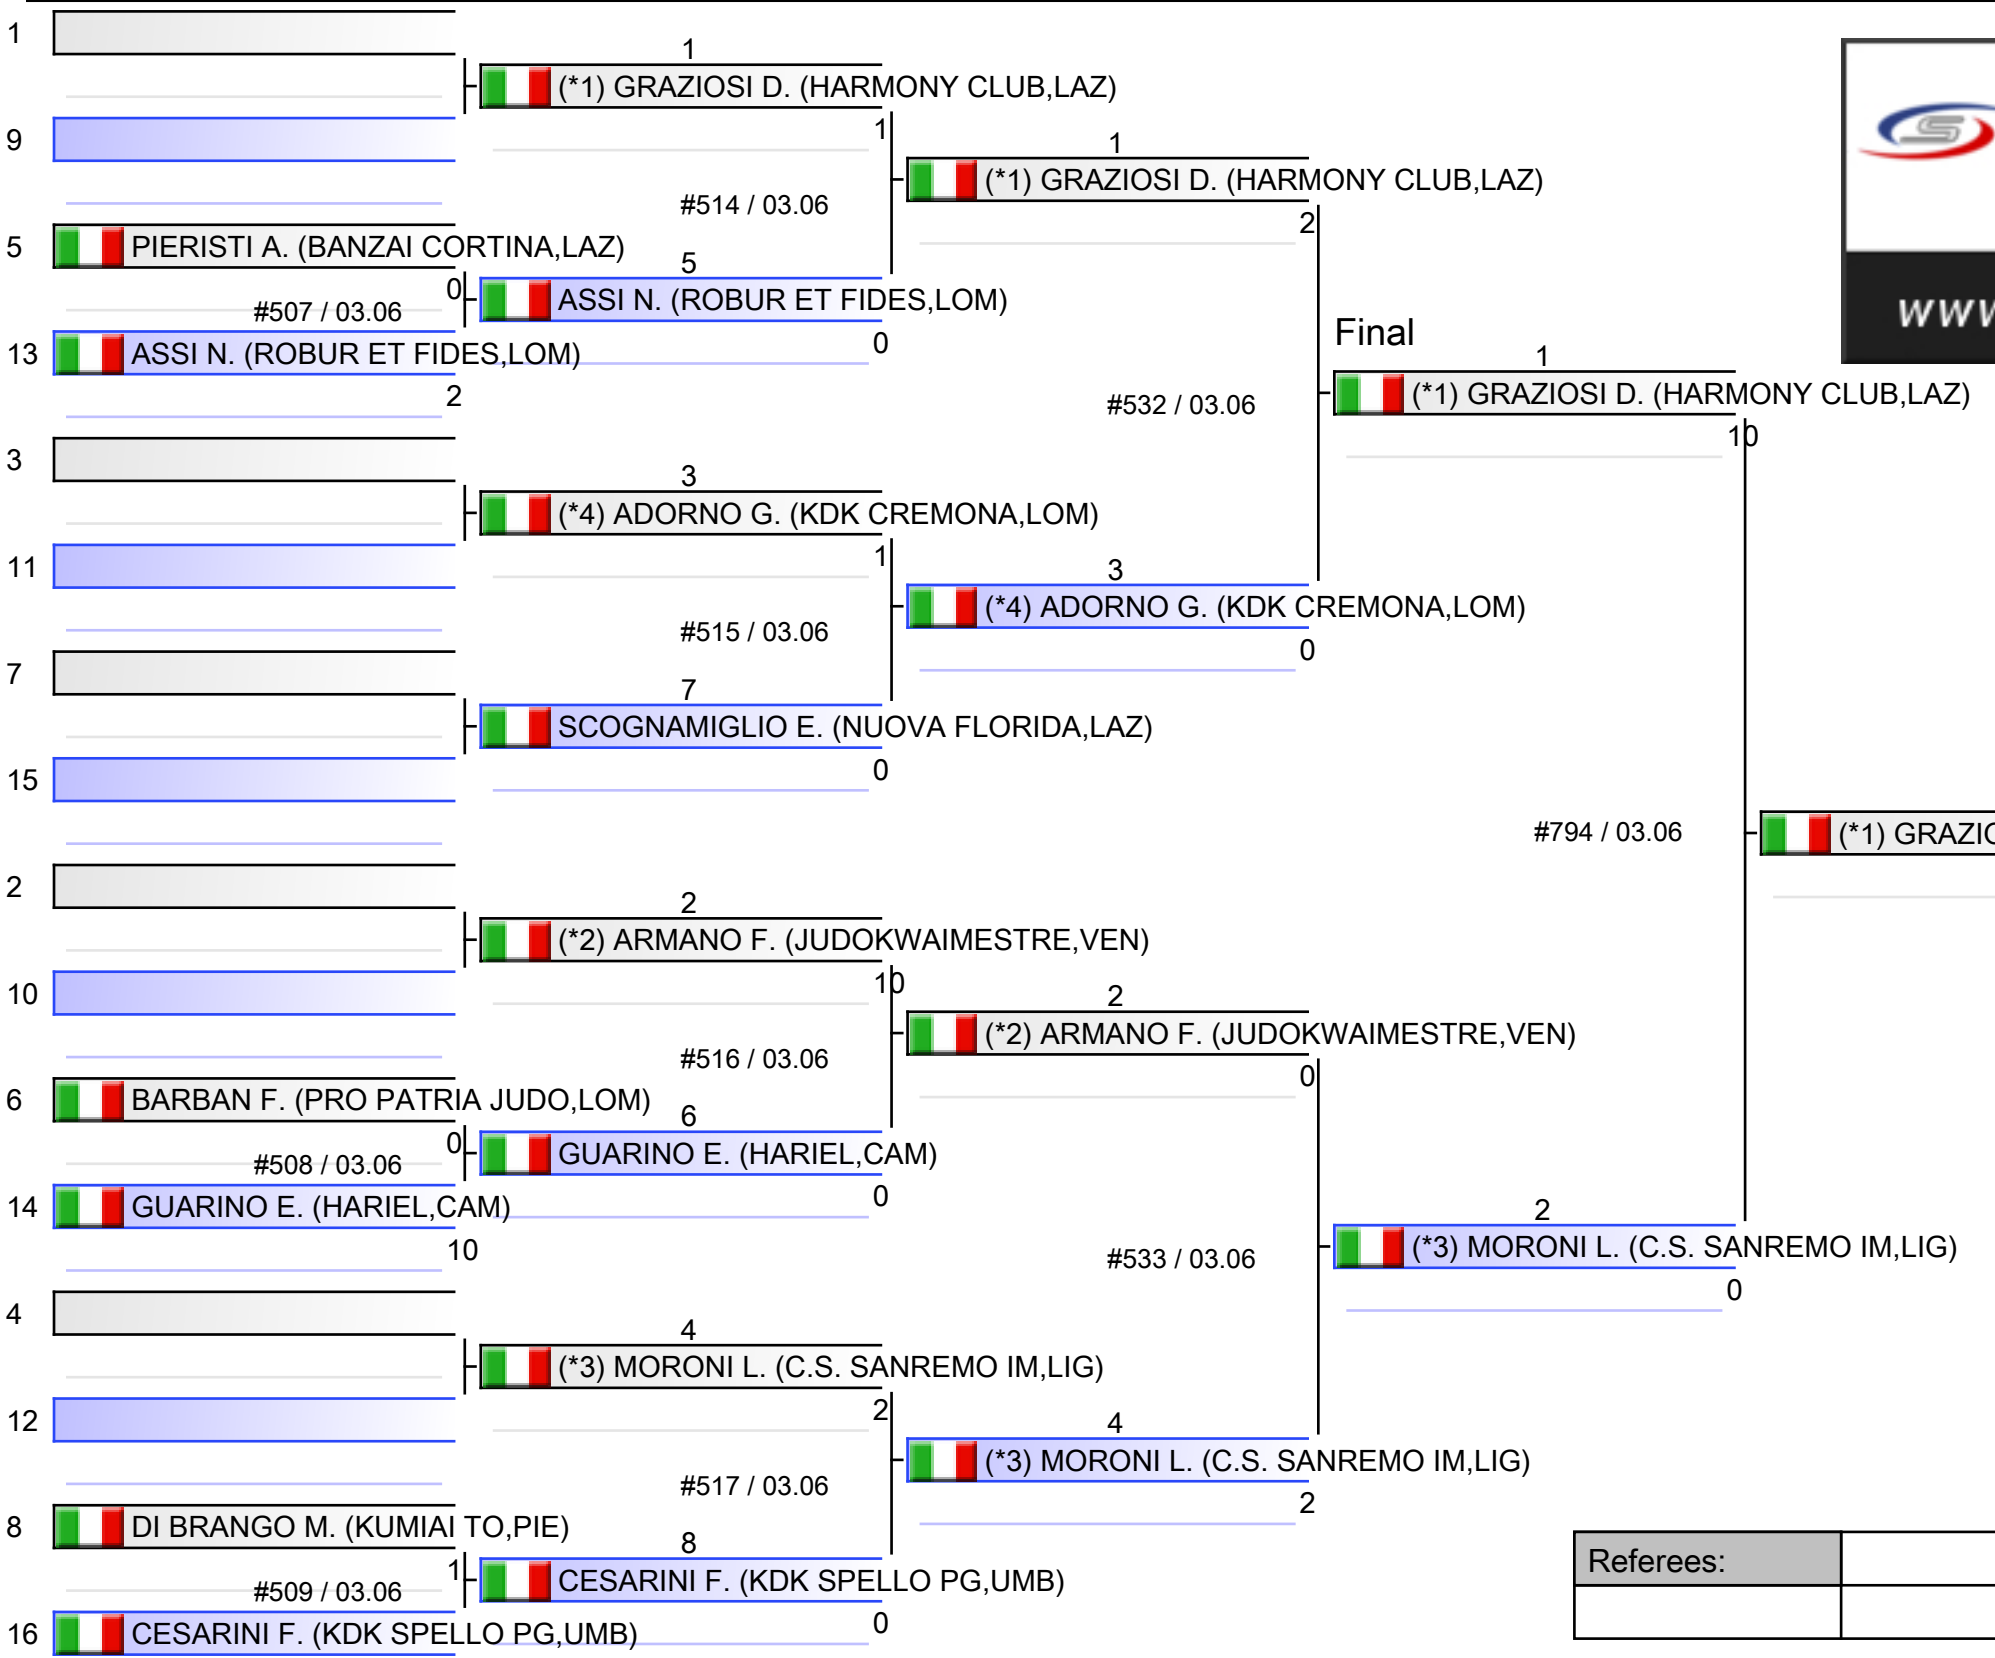 1
1
(*1) GRAZIOSI D. (HARMONY CLUB,LAZ)
9
1
1
(*1) GRAZIOSI D. (HARMONY CLUB,LAZ)
#514 / 03.06
2
5
PIERISTI A. (BANZAI CORTINA,LAZ)
5
0
ASSI N. (ROBUR ET FIDES,LOM)
#507 / 03.06
WWW
Final
13
ASSI N. (ROBUR ET FIDES,LOM)
0
1
2
(*1) GRAZIOSI D. (HARMONY CLUB,LAZ)
#532 / 03.06
10
3
3
(*4) ADORNO G. (KDK CREMONA,LOM)
11
1
3
(*4) ADORNO G. (KDK CREMONA,LOM)
#515 / 03.06
0
7
7
SCOGNAMIGLIO E. (NUOVA FLORIDA,LAZ)
15
0
#794 / 03.06
(*1) GRAZIO
2
2
(*2) ARMANO F. (JUDOKWAIMESTRE,VEN)
10
10
2
(*2) ARMANO F. (JUDOKWAIMESTRE,VEN)
#516 / 03.06
0
6
BARBAN F. (PRO PATRIA JUDO,LOM)
6
0
GUARINO E. (HARIEL,CAM)
#508 / 03.06
14
GUARINO E. (HARIEL,CAM)
0
2
10
(*3) MORONI L. (C.S. SANREMO IM,LIG)
#533 / 03.06
0
4
4
(*3) MORONI L. (C.S. SANREMO IM,LIG)
12
2
4
(*3) MORONI L. (C.S. SANREMO IM,LIG)
#517 / 03.06
2
8
DI BRANGO M. (KUMIAI TO,PIE)
8
1
CESARINI F. (KDK SPELLO PG,UMB)
#509 / 03.06
Referees:
16
CESARINI F. (KDK SPELLO PG,UMB)
0